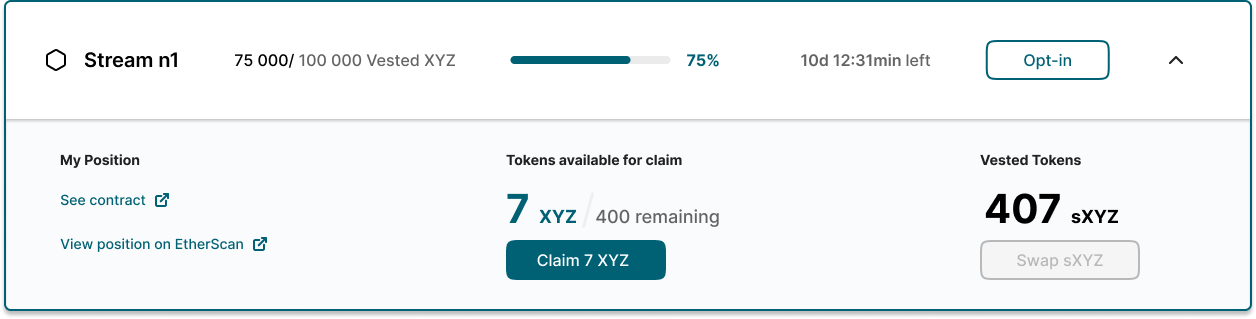 Stream n1 75 000/ 100 000 Vested XYZ 75% 10d 12:31min left Opt-in
My Position Tokens available for claim Vested Tokens
See contract 7 XYZ / 400 remaining 407 sXYZ
View position on EtherScan Claim 7 XYZ Swap sXYZ